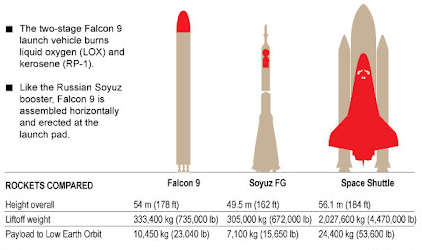 ■ The two-stage Falcon 9
launch vehicle burns
liquid oxygen (LOX) and
kerosene (RP-1).
■ Like the Russian Soyuz
booster, Falcon 9 is
assembled horizontally
and erected at the
launch pad.
ROCKETS COMPARED Falcon 9 Soyuz FG Space Shuttle
Height overall 54 m (178 ft) 49.5 m (162 ft) 56.1 m (184 ft)
Liftoff weight 333,400 kg (735,000 lb) 305,000 kg (672,000 lb) 2,027,600 kg (4,470,000 lb)
Payload to Low Earth Orbit 10,450 kg (23,040 lb) 7,100 kg (15,650 lb) 24,400 kg (53,600 lb)